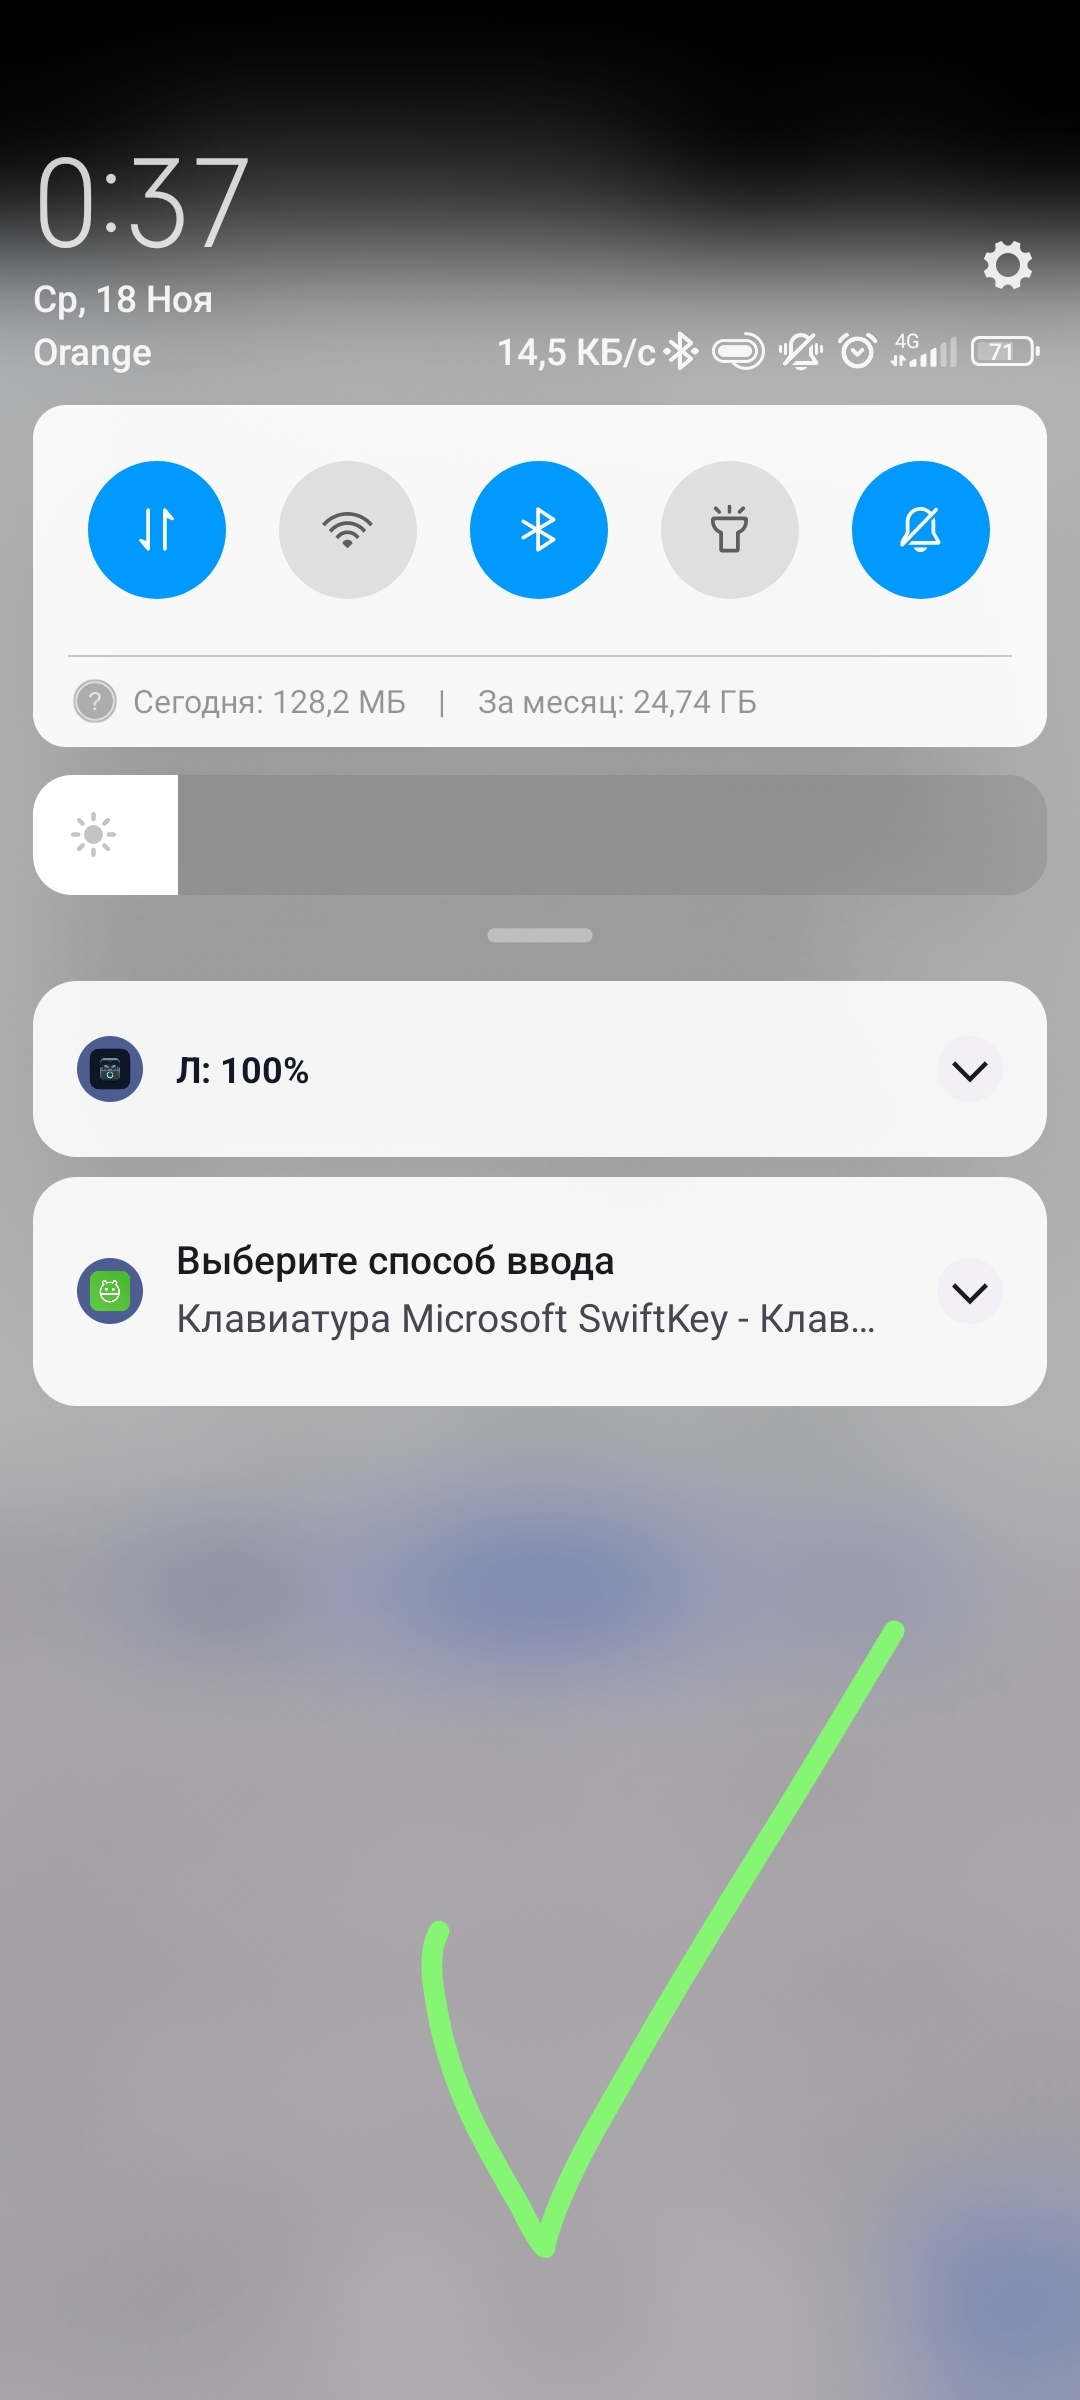 0:37
Ср, 18 Ноя
Orange
14,5 КБ/с 4G 71
Сегодня: 128,2 МБ | За месяц: 24,74 ГБ
Л: 100%
Выберите способ ввода
Клавиатура Microsoft SwiftKey - Клав...